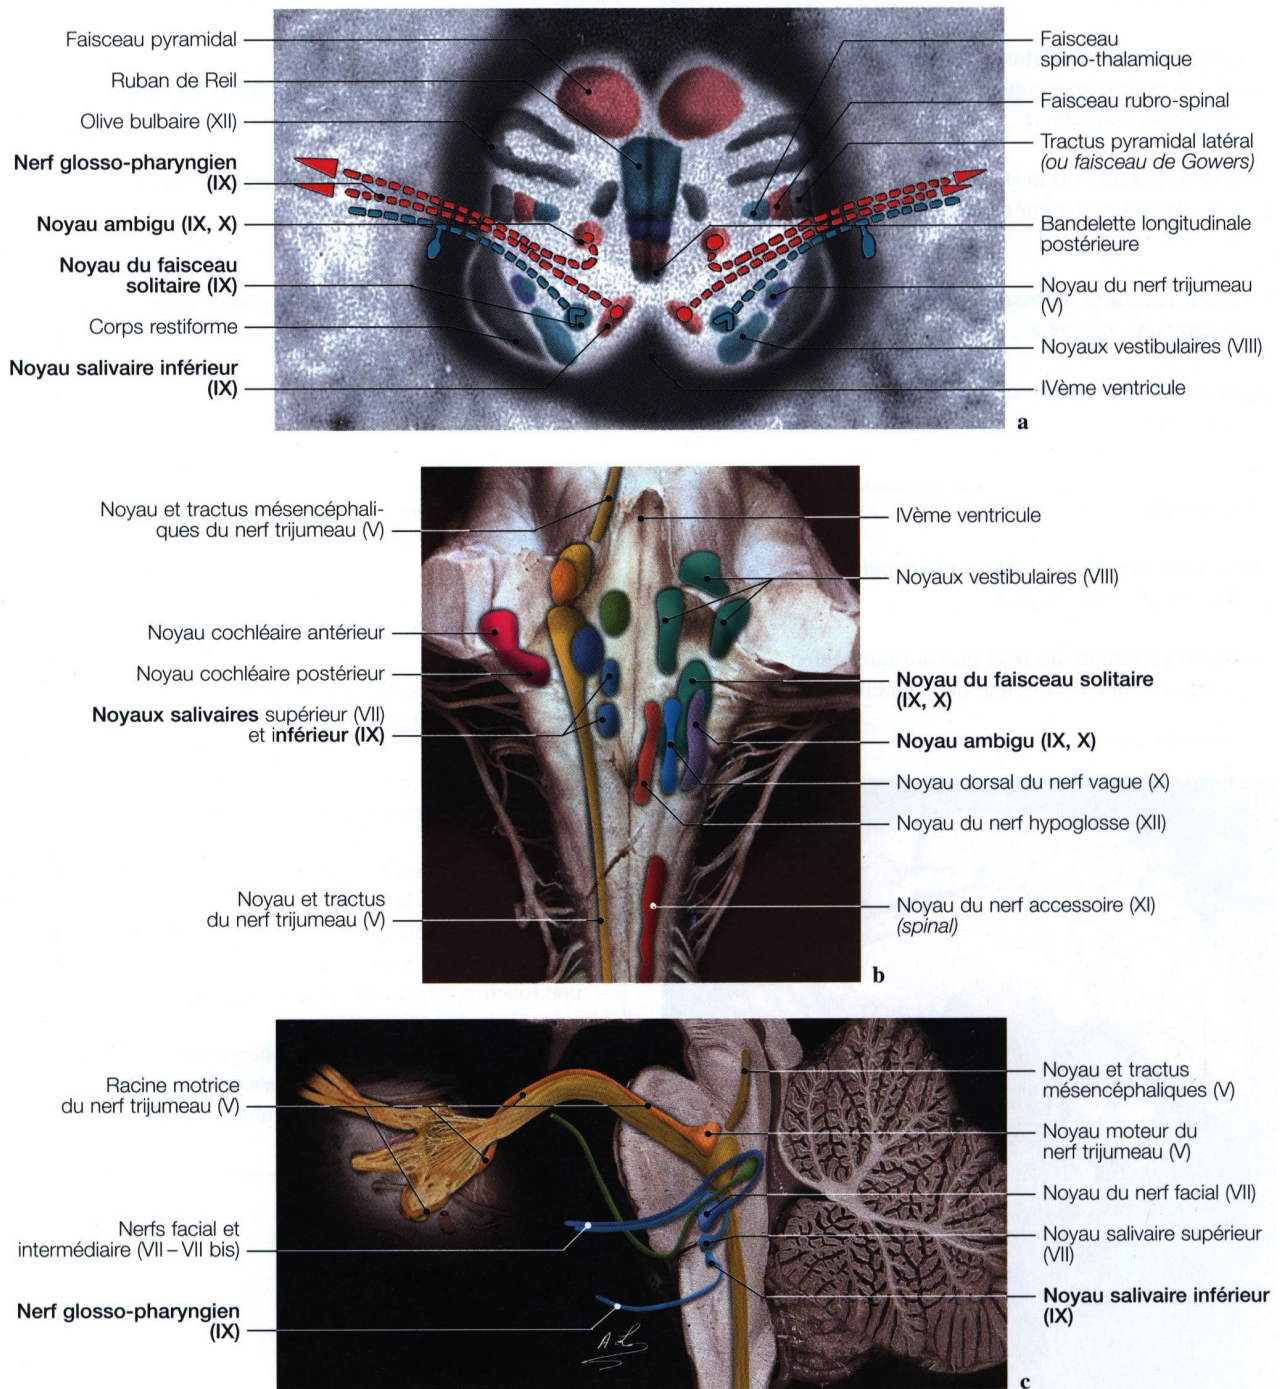 Faisceau pyramidal
Ruban de Reil
Olive bulbaire (XII)
Nerf glosso-pharyngien
(IX)
Noyau ambigu (IX, X)
Noyau du faisceau
solitaire (IX)
Corps restiforme
Noyau salivaire inférieur
(IX)
Faisceau
spino-thalamique
Faisceau rubro-spinal
Tractus pyramidal latéral
(ou faisceau de Gowers)
Bandelette longitudinale
postérieure
Noyau du nerf trijumeau
(V)
Noyaux vestibulaires (VIII)
IVème ventricule
a
Noyau et tractus mésencéphali-
ques du nerf trijumeau (V)
Noyau cochléaire antérieur
Noyau cochléaire postérieur
Noyaux salivaires supérieur (VII)
et inférieur (IX)
Noyau et tractus
du nerf trijumeau (V)
IVème ventricule
Noyaux vestibulaires (VIII)
Noyau du faisceau solitaire
(IX, X)
Noyau ambigu (IX, X)
Noyau dorsal du nerf vague (X)
Noyau du nerf hypoglosse (XII)
Noyau du nerf accessoire (XI)
(spinal)
b
Racine motrice
du nerf trijumeau (V)
Nerfs facial et
intermédiaire (VII – VII bis)
Nerf glosso-pharyngien
(IX)
Noyau et tractus
mésencéphaliques (V)
Noyau moteur du
nerf trijumeau (V)
Noyau du nerf facial (VII)
Noyau salivaire supérieur
(VII)
Noyau salivaire inférieur
(IX)
c